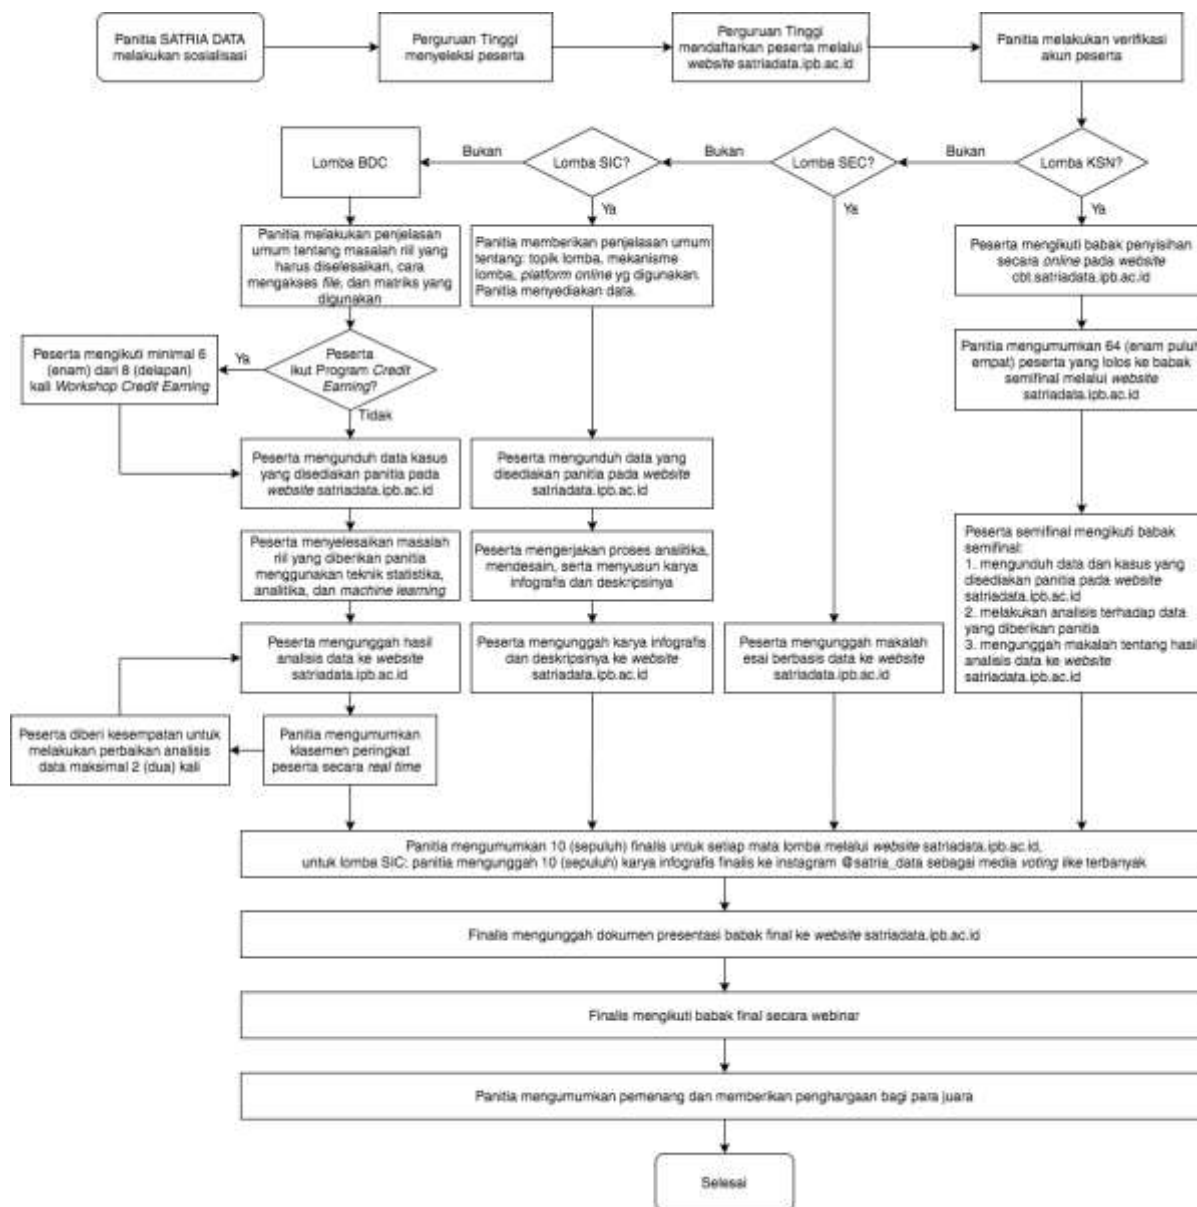 Panitia SATRIA DATA
melakukan sosialisasi
Perguruan Tinggi
menyeleksi peserta
Perguruan Tinggi
mendaftarkan peserta melalui
website satriadata.ipb.ac.id
Panitia melakukan verifikasi
akun peserta
Lomba KSN?
Bukan
Lomba SEC?
Bukan
Lomba SIC?
Bukan
Lomba BDC
Ya
Ya
Ya
Panitia melakukan penjelasan
umum tentang masalah riil yang
harus diselesaikan, cara
mengakses file, dan matriks yang
digunakan
Panitia memberikan penjelasan umum
tentang: topik lomba, mekanisme
lomba, platform online yg digunakan.
Panitia menyediakan data.
Peserta mengikuti babak penyisihan
secara online pada website
cbt.satriadata.ipb.ac.id
Peserta mengikuti minimal 6
(enam) dari 8 (delapan)
kali Workshop Credit Earning
Ya
Peserta
ikut Program Credit
Earning?
Tidak
Panitia mengumumkan 64 (enam puluh
empat) peserta yang lolos ke babak
semifinal melalui website
satriadata.ipb.ac.id
Peserta mengunduh data kasus
yang disediakan panitia pada
website satriadata.ipb.ac.id
Peserta mengunduh data yang
disediakan panitia pada website
satriadata.ipb.ac.id
Peserta menyelesaikan masalah
riil yang diberikan panitia
menggunakan teknik statistika,
analitika, dan machine learning
Peserta mengerjakan proses analitika,
mendesain, serta menyusun karya
infografis dan deskripsinya
Peserta semifinal mengikuti babak
semifinal:
1. mengunduh data dan kasus yang
disediakan panitia pada website
satriadata.ipb.ac.id
2. melakukan analisis terhadap data
yang diberikan panitia
3. mengunggah makalah tentang hasil
analisis data ke website
satriadata.ipb.ac.id
Peserta mengunggah hasil
analisis data ke website
satriadata.ipb.ac.id
Peserta mengunggah karya infografis
dan deskripsinya ke website
satriadata.ipb.ac.id
Peserta mengunggah makalah
esai berbasis data ke website
satriadata.ipb.ac.id
Peserta diberi kesempatan untuk
melakukan perbaikan analisis
data maksimal 2 (dua) kali
Panitia mengumumkan
klasemen peringkat
peserta secara real time
Panitia mengumumkan 10 (sepuluh) finalis untuk setiap mata lomba melalui website satriadata.ipb.ac.id,
untuk lomba SIC: panitia mengunggah 10 (sepuluh) karya infografis finalis ke instagram @satria_data sebagai media voting like terbanyak
Finalis mengunggah dokumen presentasi babak final ke website satriadata.ipb.ac.id
Finalis mengikuti babak final secara webinar
Panitia mengumumkan pemenang dan memberikan penghargaan bagi para juara
Selesai